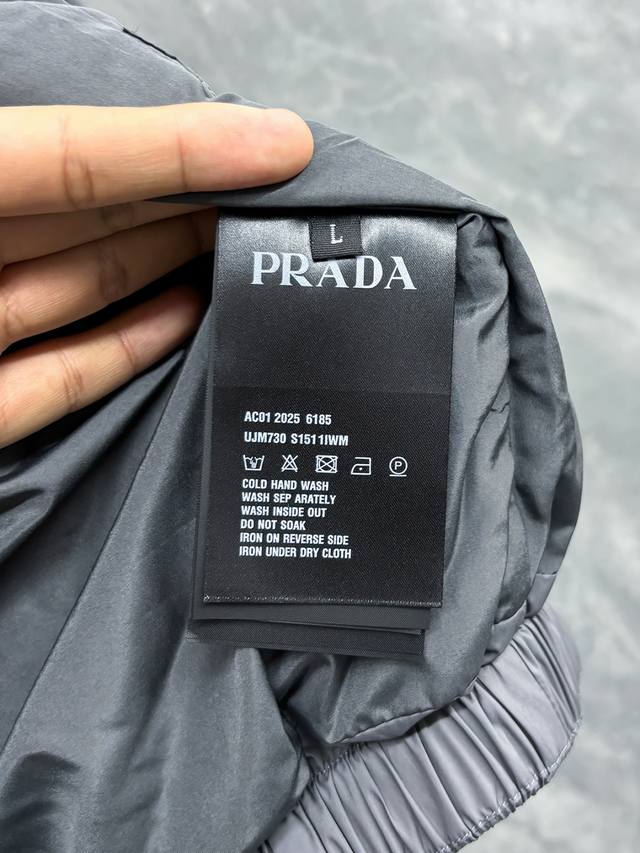 L
PRADA
AC01 2025 6185
UJM730 S1511IWM
P
COLD HAND WASH
WASH SEP ARATELY
WASH INSIDE OUT
DO NOT SOAK
IRON ON REVERSE SIDE
IRON UNDER DRY CLOTH